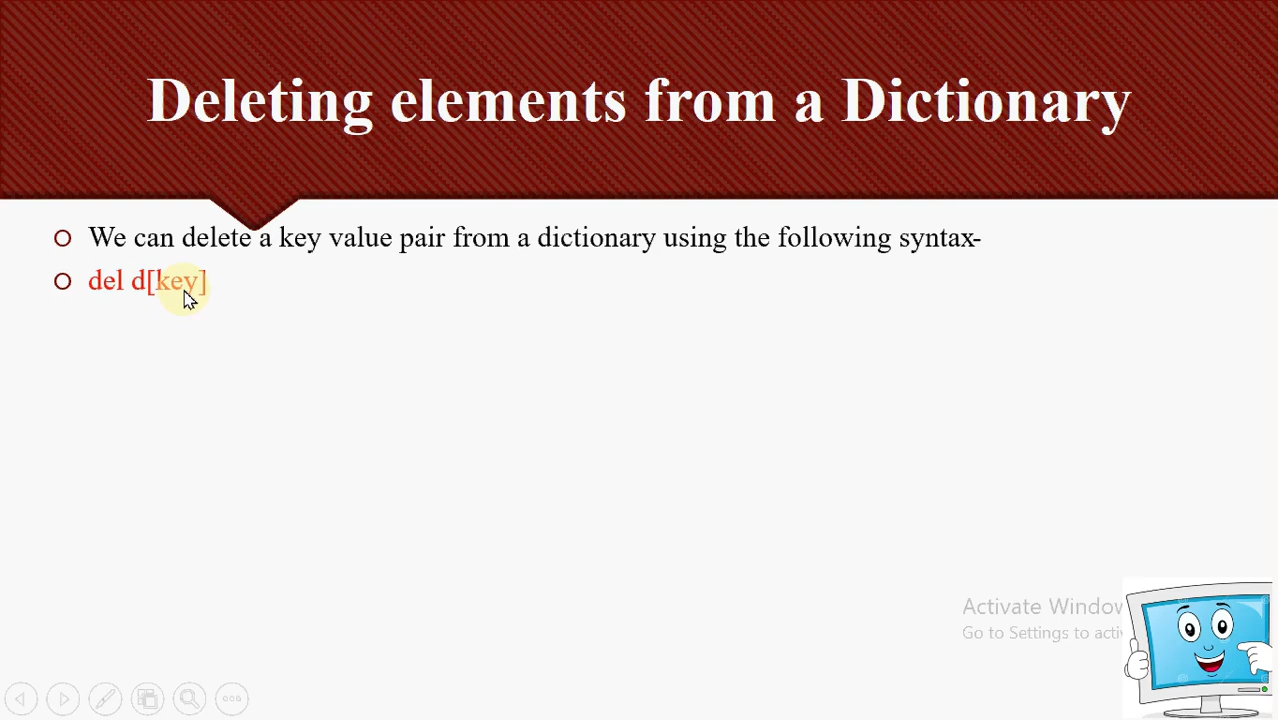 Deleting elements from a Dictionary
We can delete a key value pair from a dictionary using the following syntax-
del d[key]
Activate Window
Go to Settings to activ